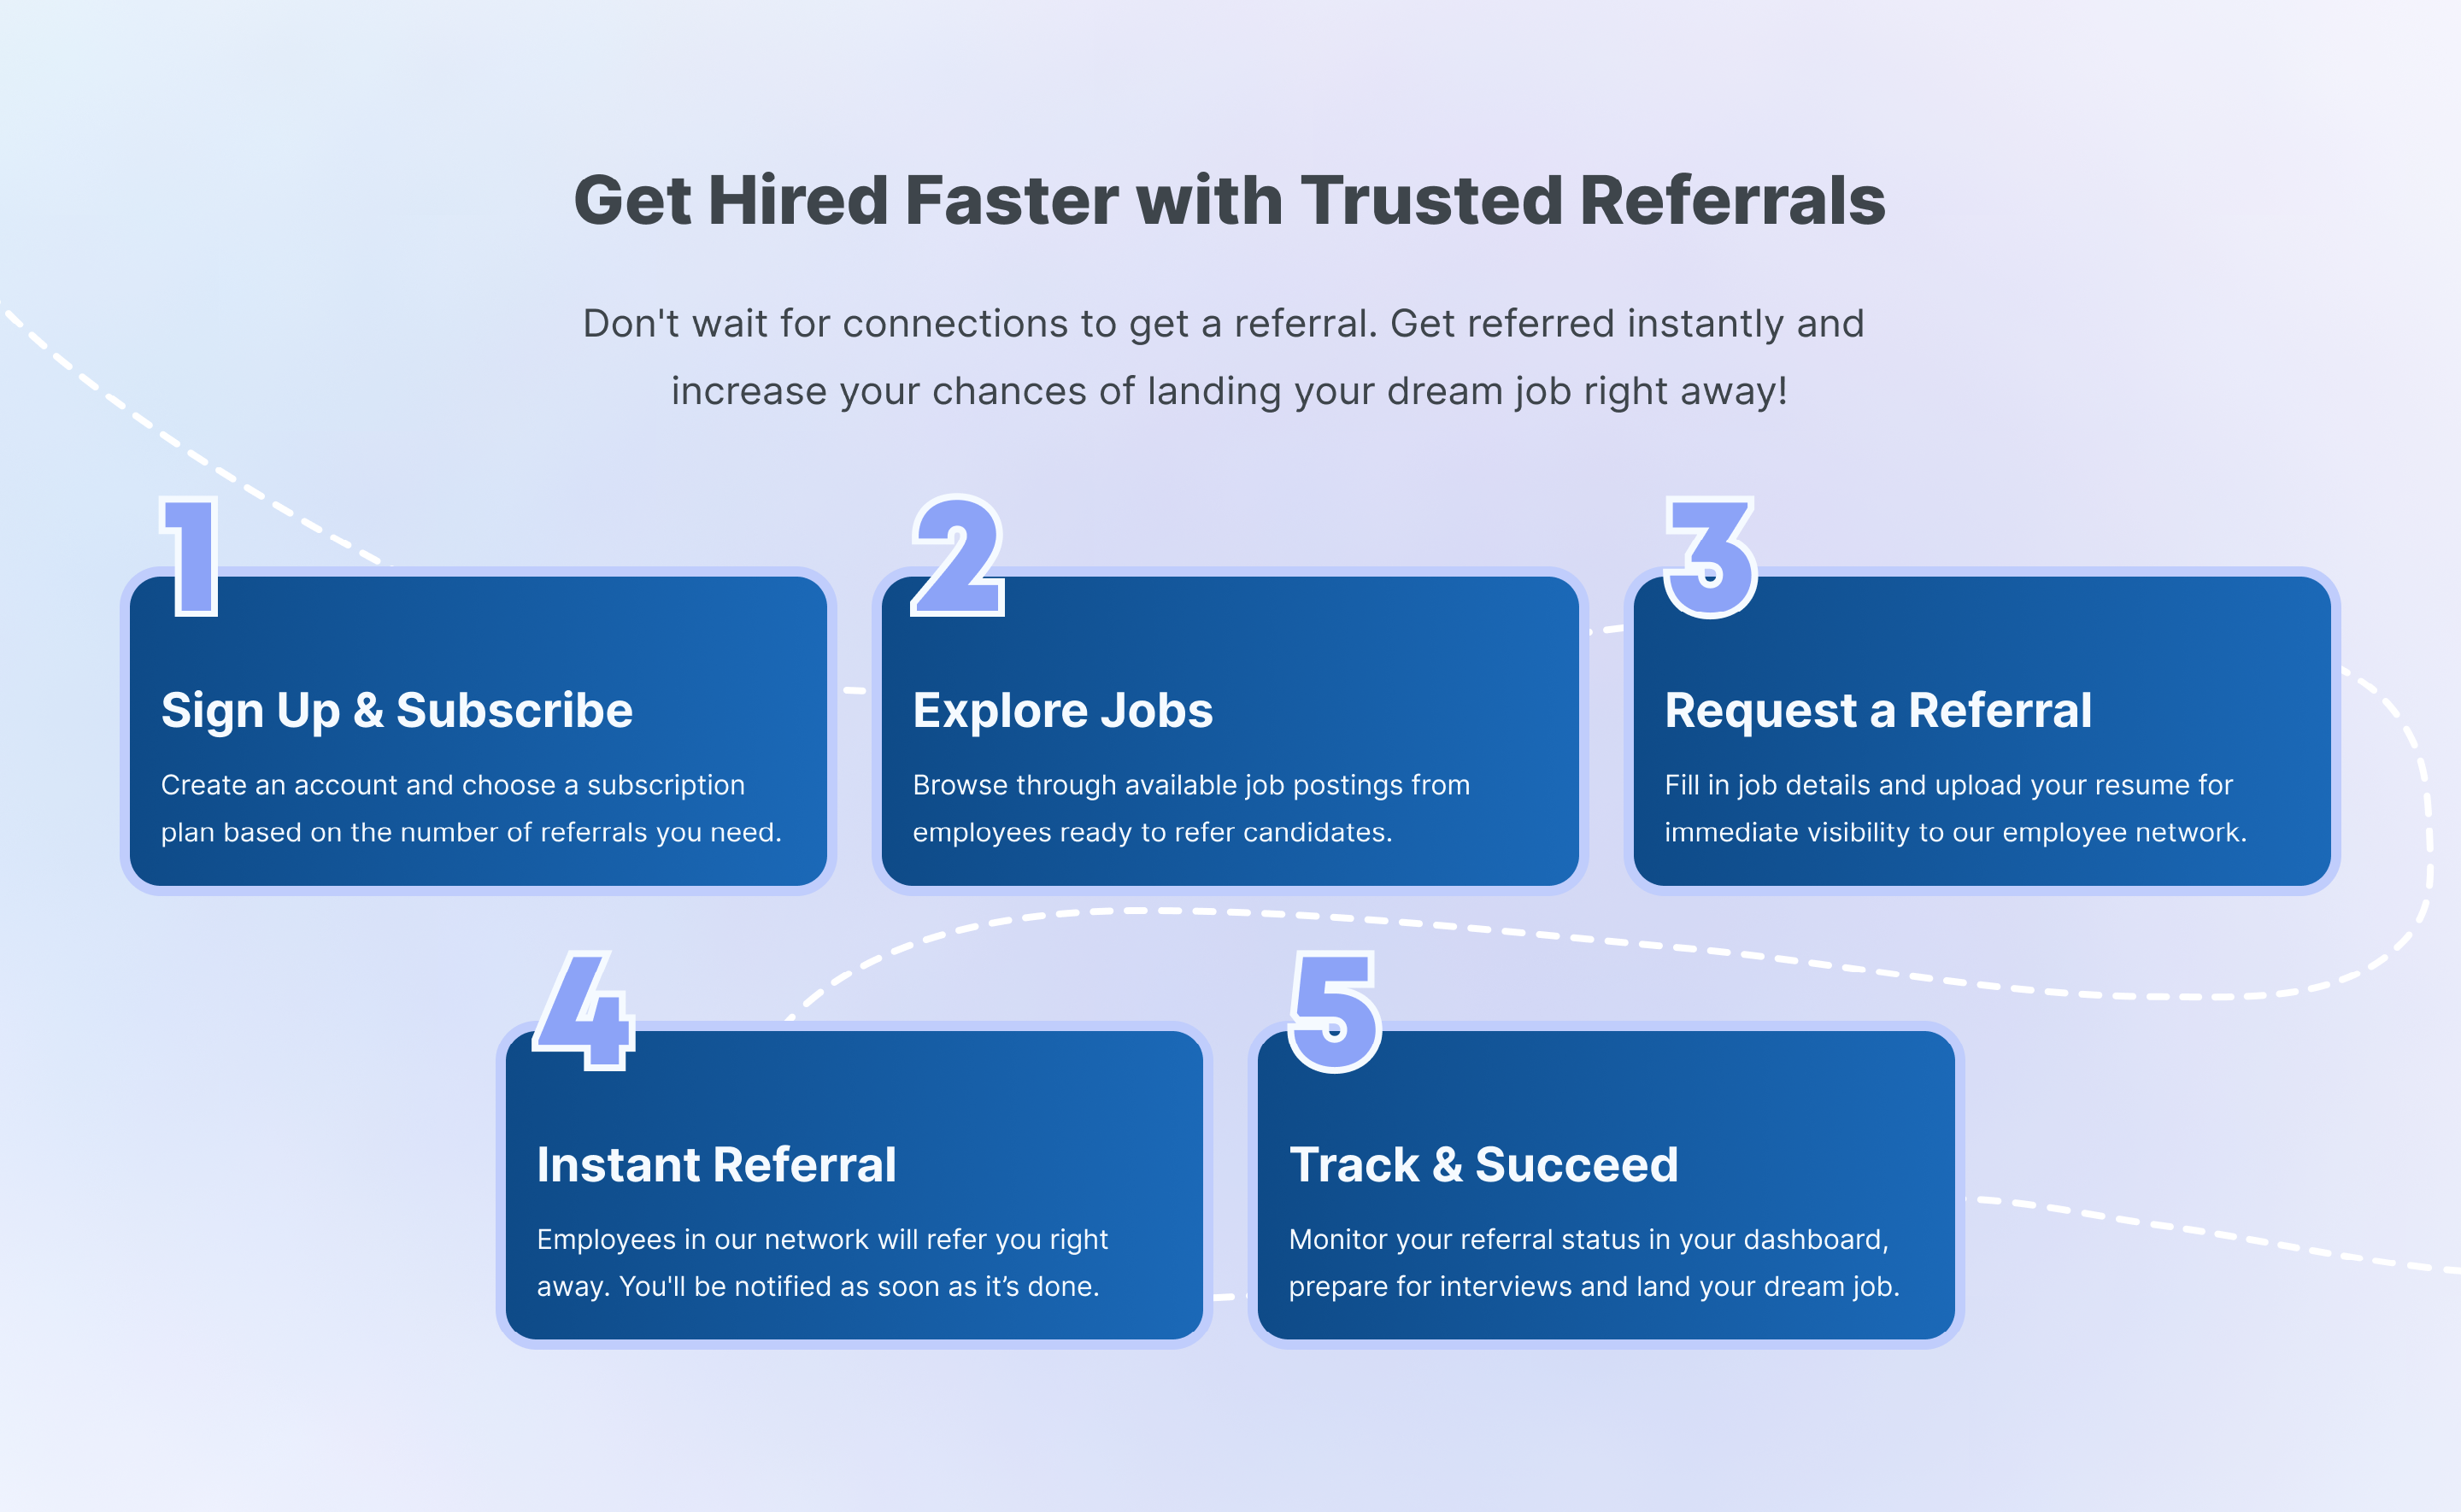 Get Hired Faster with Trusted Referrals
Don't wait for connections to get a referral. Get referred instantly and
increase your chances of landing your dream job right away!
1
Sign Up & Subscribe
Create an account and choose a subscription
plan based on the number of referrals you need.
2
Explore Jobs
Browse through available job postings from
employees ready to refer candidates.
3
Request a Referral
Fill in job details and upload your resume for
immediate visibility to our employee network.
4
Instant Referral
Employees in our network will refer you right
away. You'll be notified as soon as it’s done.
5
Track & Succeed
Monitor your referral status in your dashboard,
prepare for interviews and land your dream job.